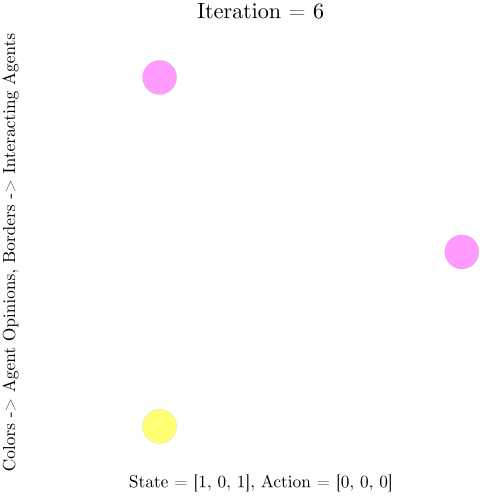 Iteration = 6
Colors -> Agent Opinions, Borders -> Interacting Agents
State = [1, 0, 1], Action = [0, 0, 0]